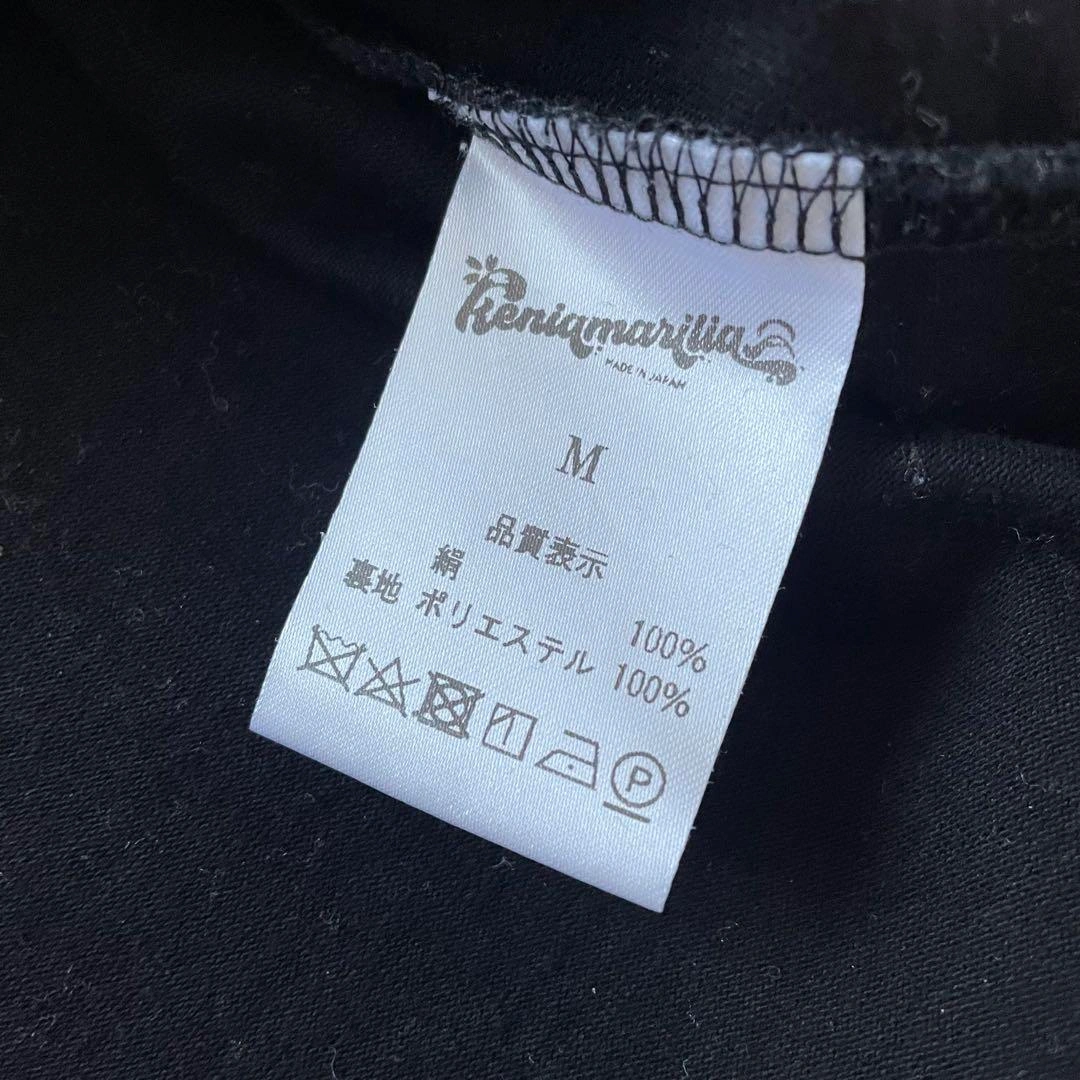 Keniamarilia
MADE IN JAPAN
M
品質表示
絹 100%
裏地 ポリエステル 100%
P